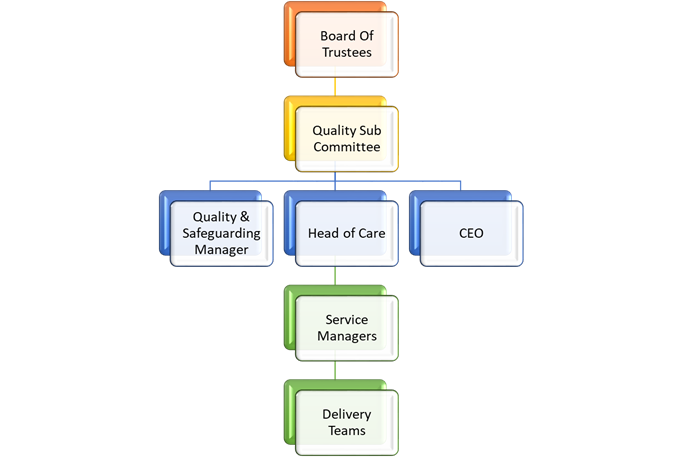 Board Of
Trustees
Quality Sub
Committee
Quality &
Safeguarding
Manager
Head of Care
CEO
Service
Managers
Delivery
Teams